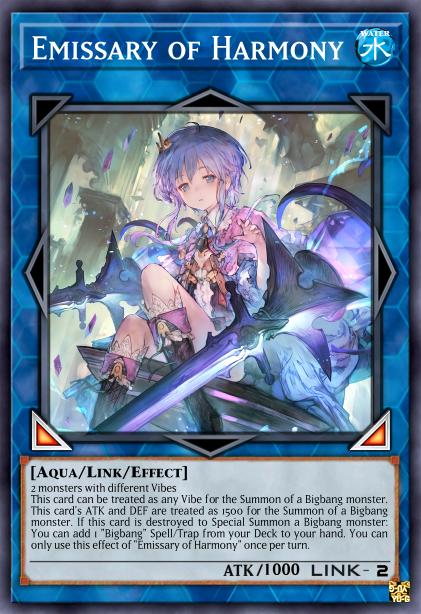 EMISSARY OF HARMONY
WATER
水
[AQUA/LINK/EFFECT]
2 monsters with different Vibes
This card can be treated as any Vibe for the Summon of a Bigbang monster.
This card's ATK and DEF are treated as 1500 for the Summon of a Bigbang
monster. If this card is destroyed to Special Summon a Bigbang monster:
You can add 1 "Bigbang" Spell/Trap from your Deck to your hand. You can
only use this effect of "Emissary of Harmony" once per turn.
ATK/1000 LINK-2